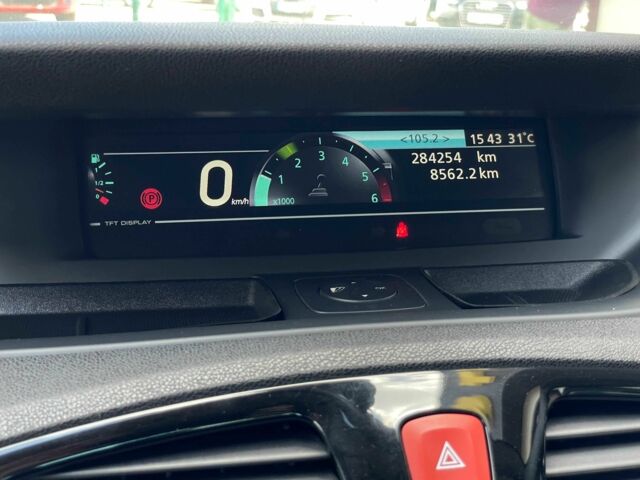 <105.2> 15 43 31°C
284254 km
8562.2 km
1/2
0
P
0 km/h
1 2 3 4 5 6
x1000
TFT DISPLAY